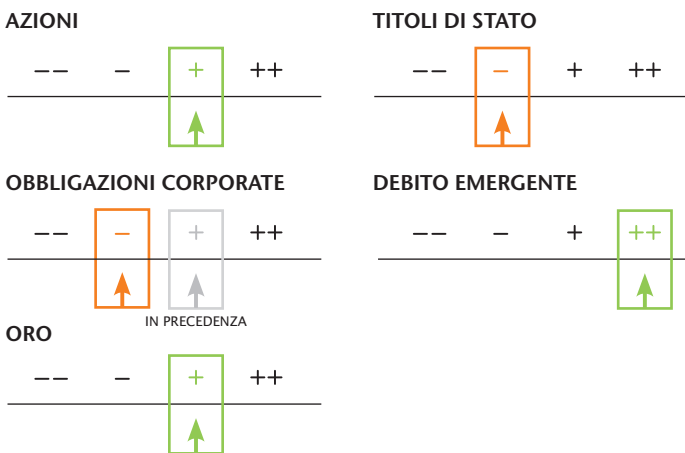 AZIONI
−− − + ++
TITOLI DI STATO
−− − + ++
OBBLIGAZIONI CORPORATE
−− − + ++
IN PRECEDENZA
DEBITO EMERGENTE
−− − + ++
ORO
−− − + ++